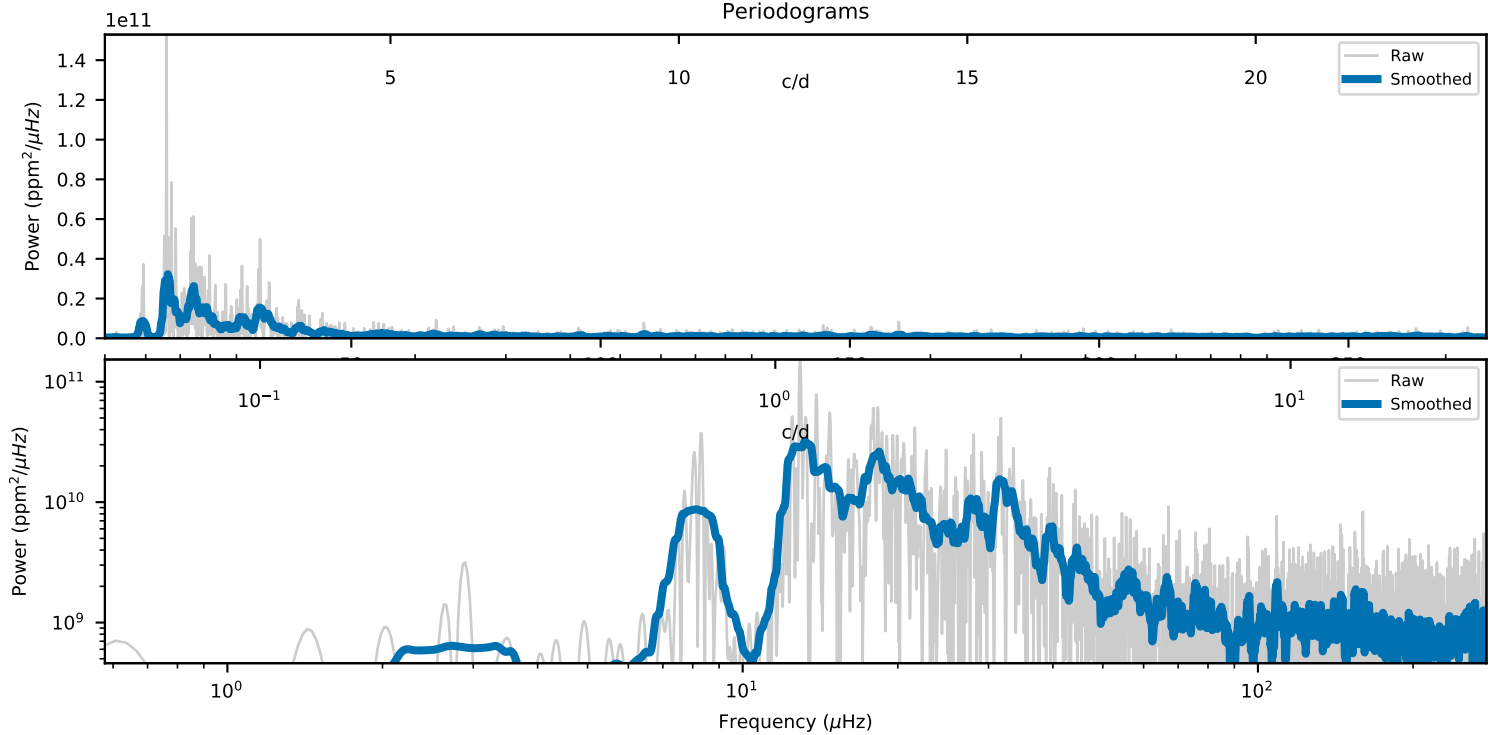 Periodograms
1e11
5 10 15 20
c/d
Raw
Smoothed
1.4
1.2
1.0
0.8
0.6
0.4
0.2
0.0
Power (ppm²/μHz)
10⁻¹ 10⁰ 10¹
c/d
Raw
Smoothed
10¹¹
10¹⁰
10⁹
Power (ppm²/μHz)
10⁰ 10¹ 10²
Frequency (μHz)